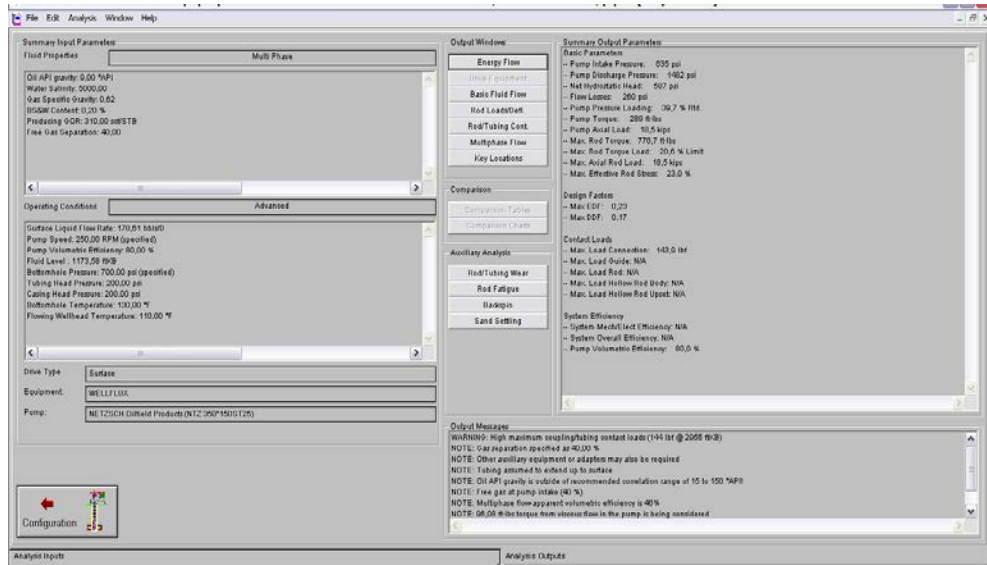 File Edit Analysis Window Help
Summary Input Parameters
Fluid Properties
Multi Phase
Oil API gravity: 0,00 °API
Water Salinity: 5000,00
Gas Specific Gravity: 0,62
BS&W Content: 0,20 %
Producing GOR: 310,00 scf/STB
Free Gas Separation: 40,00
Operating Conditions
Advanced
Surface Liquid Flow Rate: 170,61 bbls/D
Pump Speed: 250,00 RPM (specified)
Pump Volumetric Efficiency: 80,00 %
Fluid Level : 1173,58 ftKB
Bottomhole Pressure: 700,00 psi (specified)
Tubing Head Pressure: 200,00 psi
Casing Head Pressure: 200,00 psi
Bottomhole Temperature: 130,00 °F
Flowing Wellhead Temperature: 110,00 °F
Drive Type
Surface
Equipment:
WELLFLUX
Pump:
NETZSCH Oilfield Products (NTZ 350*150ST25)
Configuration
Analysis Inputs
Output Windows
Energy Flow
Drive Equipment
Basic Fluid Flow
Rod Loads/Defl.
Rod/Tubing Cont.
Multiphase Flow
Key Locations
Comparison
Comparison Tables
Comparison Charts
Auxiliary Analysis
Rod/Tubing Wear
Rod Fatigue
Backspin
Sand Settling
Summary Output Parameters
Basic Parameters
-- Pump Intake Pressure: 635 psi
-- Pump Discharge Pressure: 1482 psi
-- Net Hydrostatic Head: 587 psi
-- Flow Losses: 260 psi
-- Pump Pressure Loading: 39,7 % Rtd.
-- Pump Torque: 289 ft·lbs
-- Pump Axial Load: 18,5 kips
-- Max. Rod Torque: 776,7 ft·lbs
-- Max. Rod Torque Load: 20,6 % Limit
-- Max. Axial Rod Load: 18,5 kips
-- Max. Effective Rod Stress: 23,0 %
Design Factors
-- Max EDF: 0,23
-- Max DDF: 0,17
Contact Loads
-- Max. Load Connection: 143,9 lbf
-- Max. Load Guide: N/A
-- Max. Load Rod: N/A
-- Max. Load Hollow Rod Body: N/A
-- Max. Load Hollow Rod Upset: N/A
System Efficiency
-- System Mech/Elect Efficiency: N/A
-- System Overall Efficiency: N/A
-- Pump Volumetric Efficiency: 80,0 %
Output Messages
WARNING: High maximum coupling/tubing contact loads (144 lbf @ 2955 ftKB)
NOTE: Gas separation specified as 40,00 %
NOTE: Other auxiliary equipment or adapters may also be required
NOTE: Tubing assumed to extend up to surface
NOTE: Oil API gravity is outside of recommended correlation range of 15 to 150 °API!
NOTE: Free gas at pump intake (40 %)
NOTE: Multiphase flow apparent volumetric efficiency is 46%
NOTE: 96,08 ft·lbs torque from viscous flow in the pump is being considered
Analysis Outputs